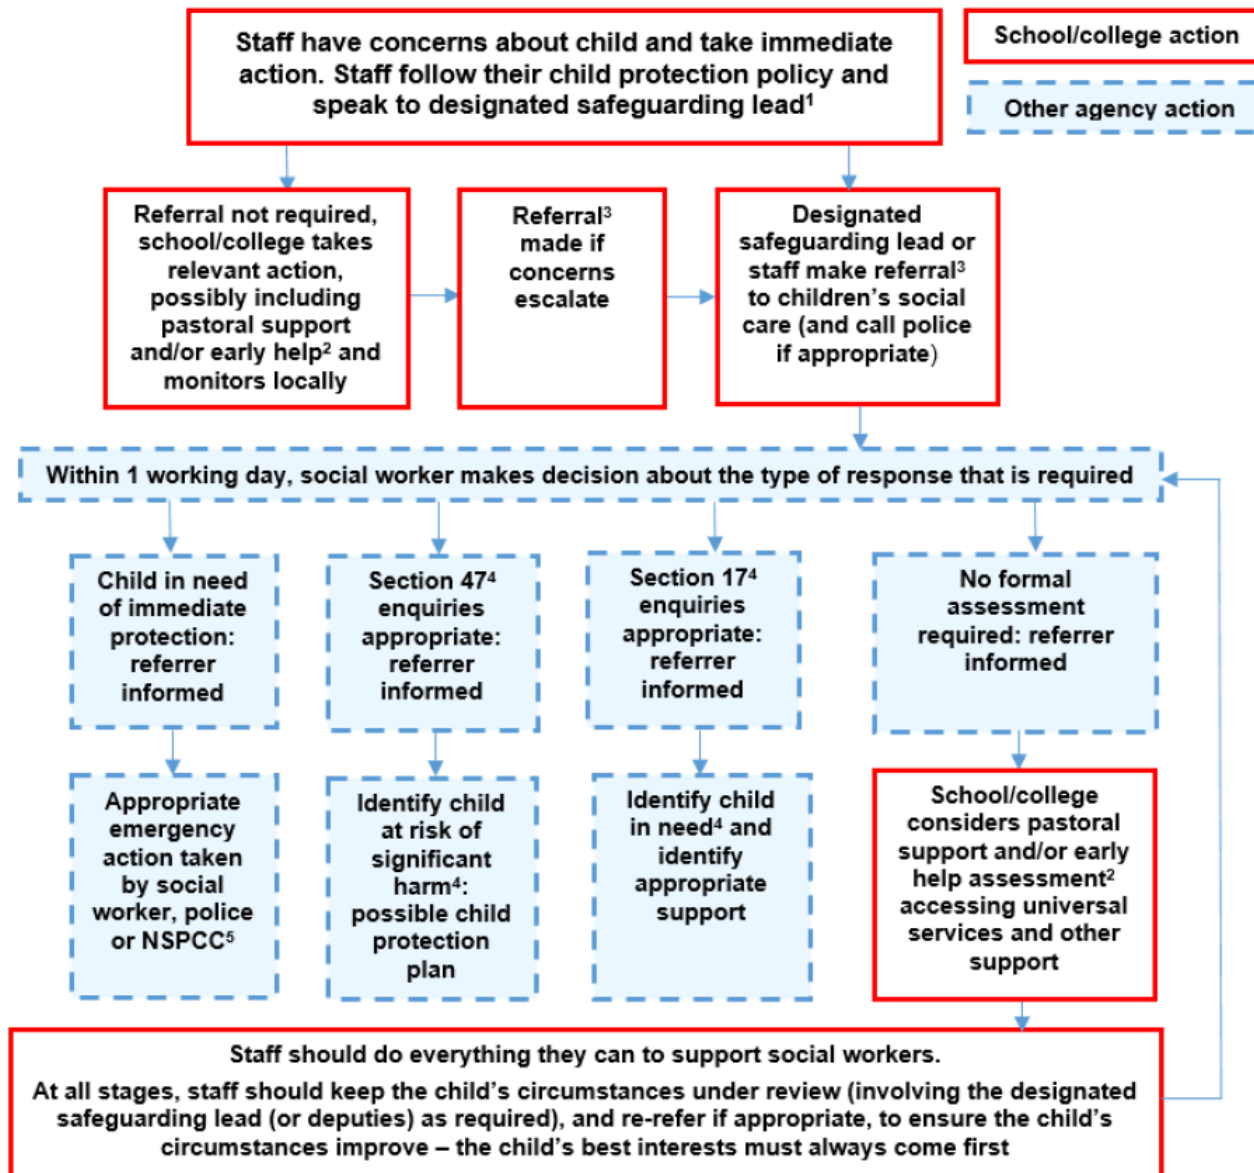 Staff have concerns about child and take immediate
action. Staff follow their child protection policy and
speak to designated safeguarding lead¹
School/college action
Other agency action
Referral not required,
school/college takes
relevant action,
possibly including
pastoral support
and/or early help² and
monitors locally
Referral³
made if
concerns
escalate
Designated
safeguarding lead or
staff make referral³
to children’s social
care (and call police
if appropriate)
Within 1 working day, social worker makes decision about the type of response that is required
Child in need
of immediate
protection:
referrer
informed
Section 47⁴
enquiries
appropriate:
referrer
informed
Section 17⁴
enquiries
appropriate:
referrer
informed
No formal
assessment
required: referrer
informed
Appropriate
emergency
action taken
by social
worker, police
or NSPCC⁵
Identify child
at risk of
significant
harm⁴:
possible child
protection
plan
Identify child
in need⁴ and
identify
appropriate
support
School/college
considers pastoral
support and/or early
help assessment²
accessing universal
services and other
support
Staff should do everything they can to support social workers.
At all stages, staff should keep the child’s circumstances under review (involving the designated
safeguarding lead (or deputies) as required), and re-refer if appropriate, to ensure the child’s
circumstances improve – the child’s best interests must always come first